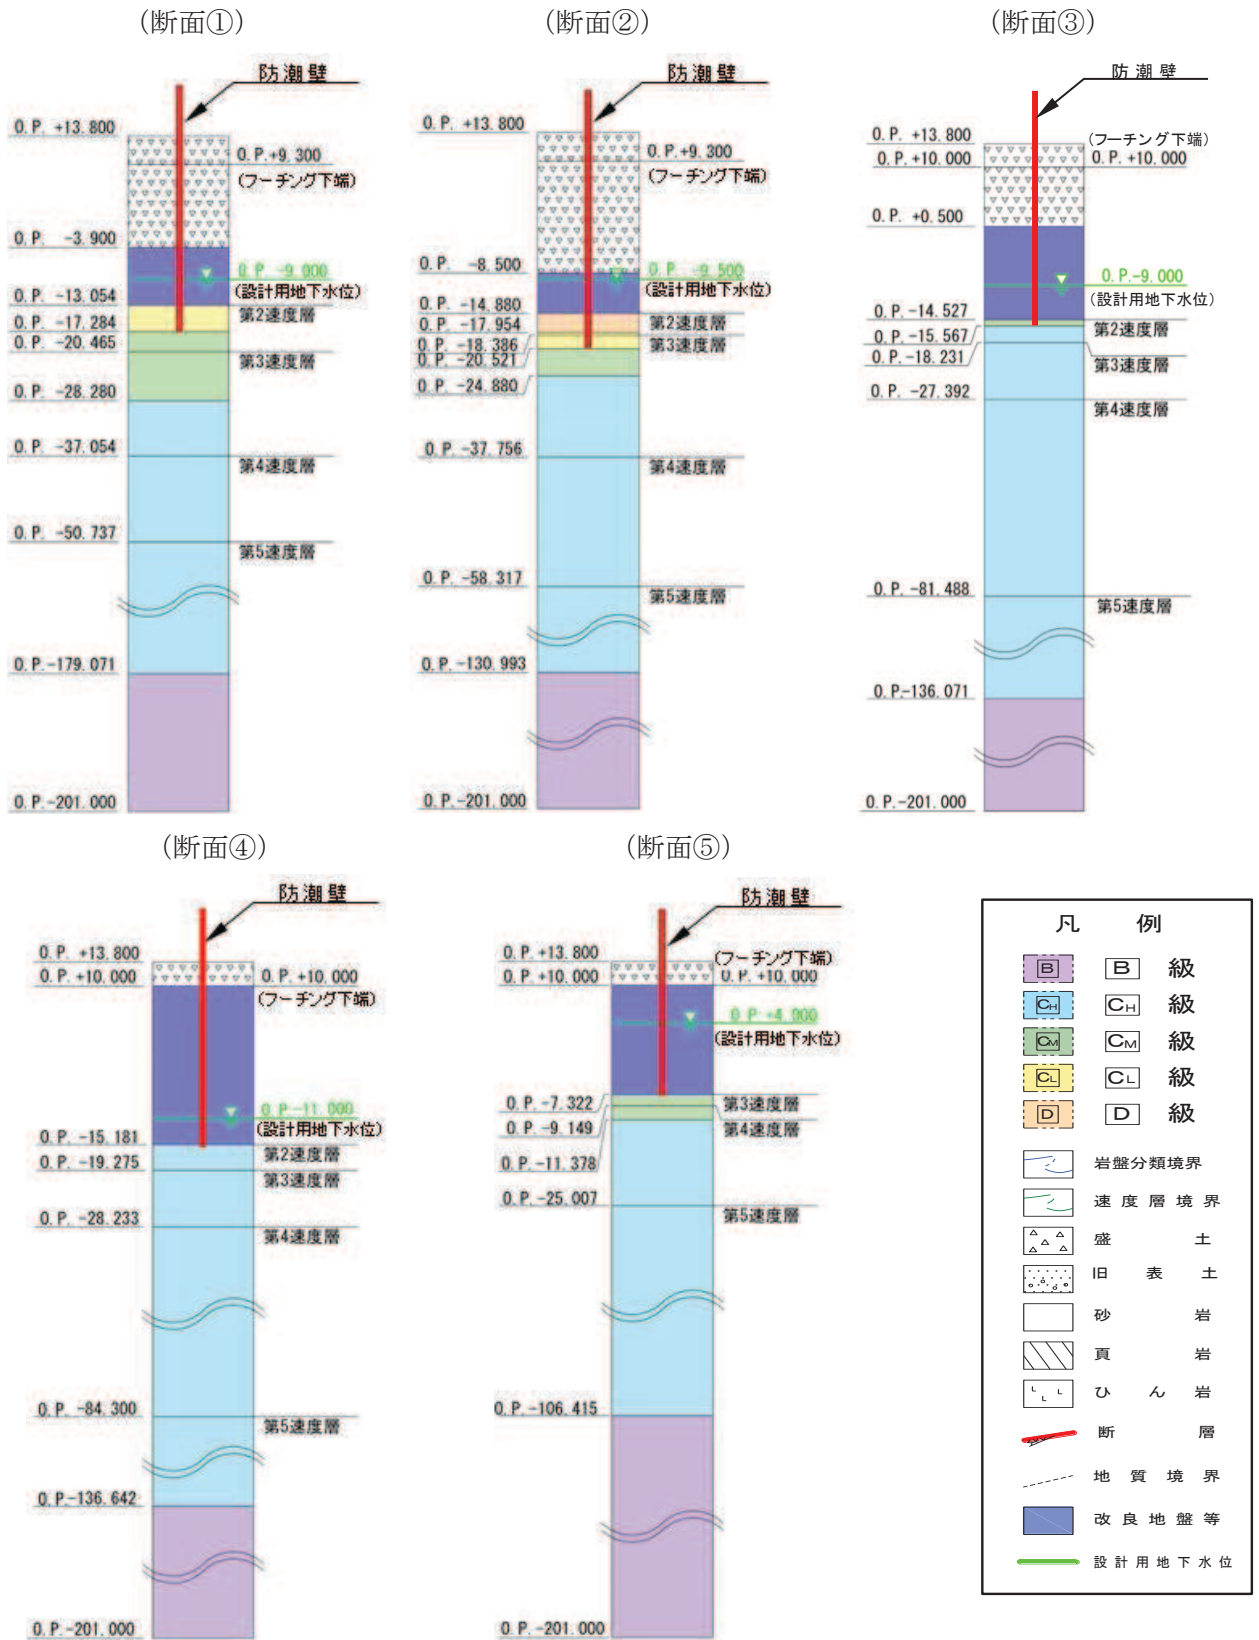 (断面①)
防潮壁
O.P. +13.800
O.P.+9.300
(フーチング下端)
O.P. -3.900
O.P. -9.000
(設計用地下水位)
O.P. -13.054
第2速度層
O.P. -17.284
O.P. -20.465
第3速度層
O.P. -28.280
O.P. -37.054
第4速度層
O.P. -50.737
第5速度層
O.P.-179.071
O.P.-201.000
(断面②)
防潮壁
O.P. +13.800
O.P.+9.300
(フーチング下端)
O.P. -8.500
O.P. -9.500
(設計用地下水位)
O.P. -14.880
第2速度層
O.P. -17.954
第3速度層
O.P. -18.386
O.P. -20.521
O.P. -24.880
O.P. -37.756
第4速度層
O.P. -58.317
第5速度層
O.P.-130.993
O.P.-201.000
(断面③)
防潮壁
O.P. +13.800
(フーチング下端)
O.P. +10.000
O.P. +10.000
O.P. +0.500
O.P.-9.000
(設計用地下水位)
O.P. -14.527
第2速度層
O.P. -15.567
O.P. -18.231
第3速度層
O.P. -27.392
第4速度層
O.P. -81.488
第5速度層
O.P.-136.071
O.P.-201.000
(断面④)
防潮壁
O.P. +13.800
O.P. +10.000
O.P. +10.000
(フーチング下端)
O.P.-11.000
(設計用地下水位)
O.P. -15.181
第2速度層
O.P. -19.275
第3速度層
O.P. -28.233
第4速度層
O.P. -84.300
第5速度層
O.P.-136.642
O.P.-201.000
(断面⑤)
防潮壁
O.P. +13.800
(フーチング下端)
O.P. +10.000
O.P. +10.000
O.P.+4.000
(設計用地下水位)
O.P. -7.322
第3速度層
O.P. -9.149
第4速度層
O.P. -11.378
O.P. -25.007
第5速度層
O.P.-106.415
O.P.-201.000
凡 例
B B 級
CH CH 級
CM CM 級
CL CL 級
D D 級
岩盤分類境界
速度層境界
盛土
旧表土
砂岩
頁岩
ひん岩
断層
地質境界
改良地盤等
設計用地下水位